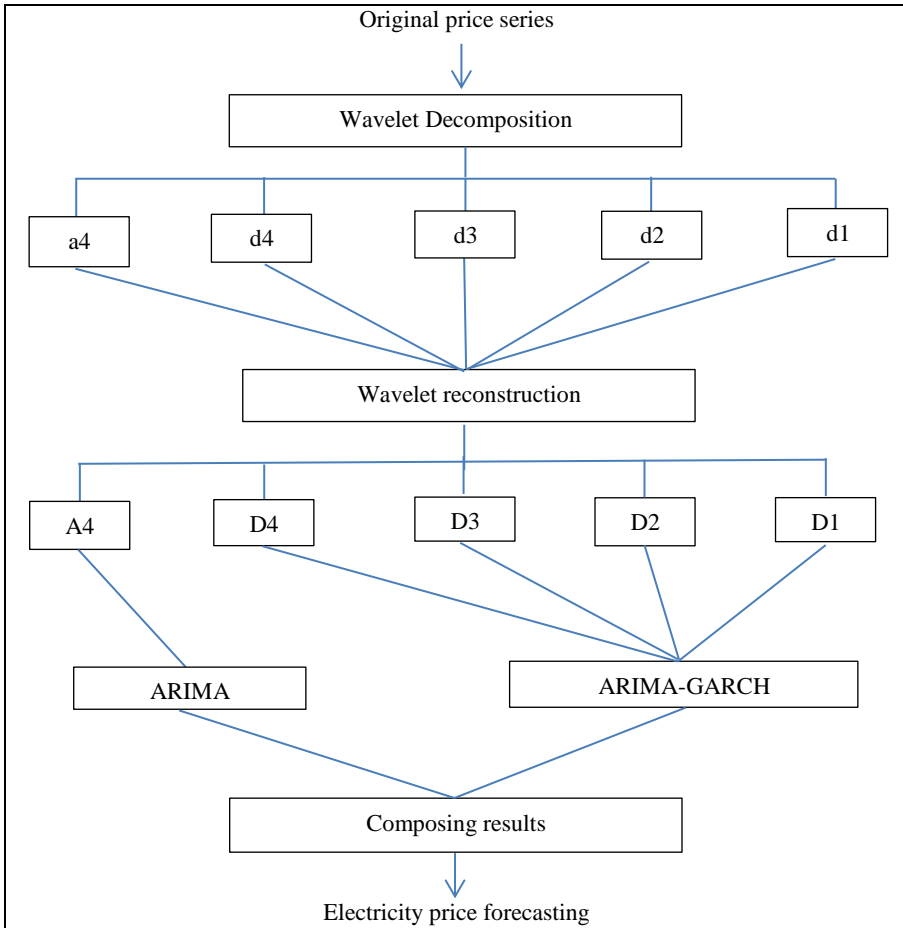 Original price series
Wavelet Decomposition
a4
d4
d3
d2
d1
Wavelet reconstruction
A4
D4
D3
D2
D1
ARIMA
ARIMA-GARCH
Composing results
Electricity price forecasting